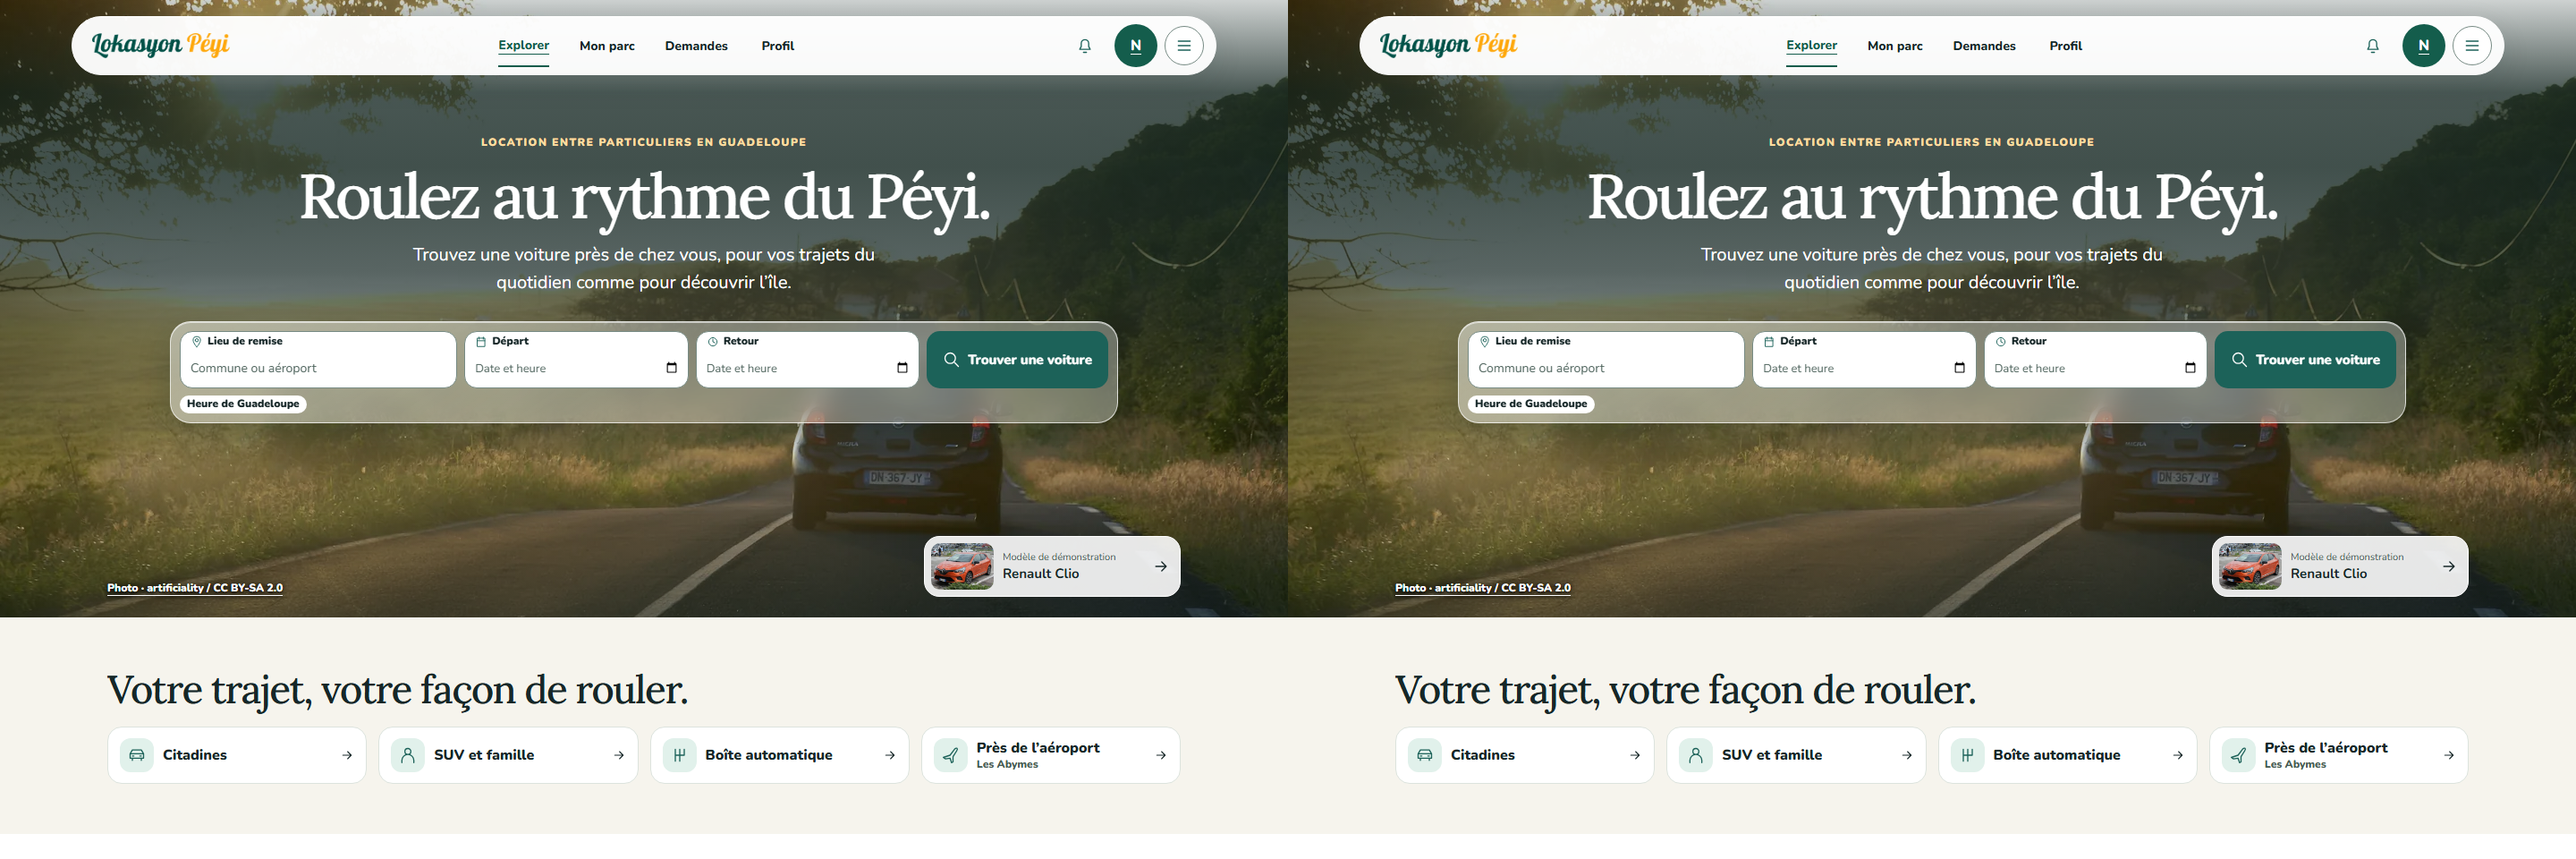 Lokasyon Péyi
Explorer
Mon parc
Demandes
Profil
N
LOCATION ENTRE PARTICULIERS EN GUADELOUPE
Roulez au rythme du Péyi.
Trouvez une voiture près de chez vous, pour vos trajets du
quotidien comme pour découvrir l’île.
Lieu de remise
Commune ou aéroport
Départ
Date et heure
Retour
Date et heure
Trouver une voiture
Heure de Guadeloupe
DN-367-JY
Modèle de démonstration
Renault Clio
Photo · artificiality / CC BY-SA 2.0
Votre trajet, votre façon de rouler.
Citadines
SUV et famille
Boîte automatique
Près de l’aéroport
Les Abymes
Lokasyon Péyi
Explorer
Mon parc
Demandes
Profil
N
LOCATION ENTRE PARTICULIERS EN GUADELOUPE
Roulez au rythme du Péyi.
Trouvez une voiture près de chez vous, pour vos trajets du
quotidien comme pour découvrir l’île.
Lieu de remise
Commune ou aéroport
Départ
Date et heure
Retour
Date et heure
Trouver une voiture
Heure de Guadeloupe
DN-367-JY
Modèle de démonstration
Renault Clio
Photo · artificiality / CC BY-SA 2.0
Votre trajet, votre façon de rouler.
Citadines
SUV et famille
Boîte automatique
Près de l’aéroport
Les Abymes